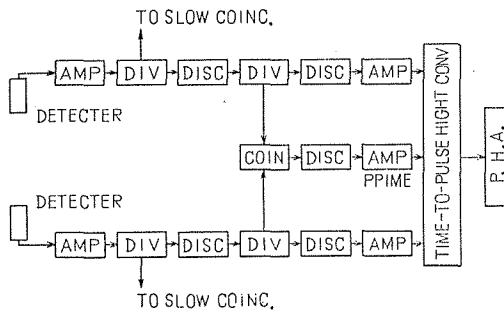 TO SLOW COINC.
AMP DIV DISC DIV DISC AMP
DETECTER
COIN DISC AMP
PPIME
TIME-TO-PULSE HIGHT CONV
P. H. A.
DETECTER
AMP DIV DISC DIV DISC AMP
TO SLOW COINC.